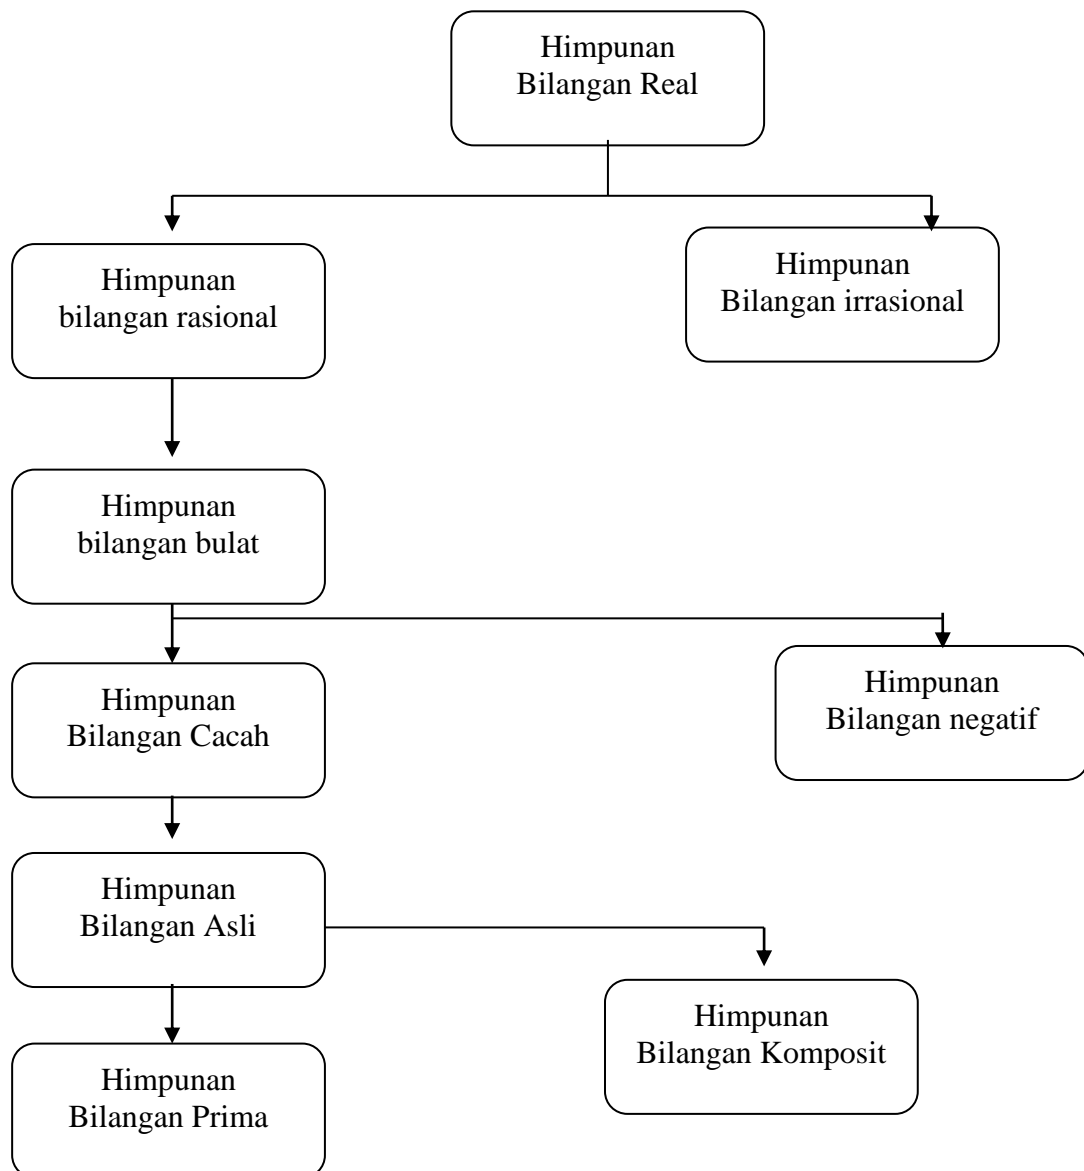 Himpunan
Bilangan Real
Himpunan
bilangan rasional
Himpunan
Bilangan irrasional
Himpunan
bilangan bulat
Himpunan
Bilangan Cacah
Himpunan
Bilangan negatif
Himpunan
Bilangan Asli
Himpunan
Bilangan Komposit
Himpunan
Bilangan Prima